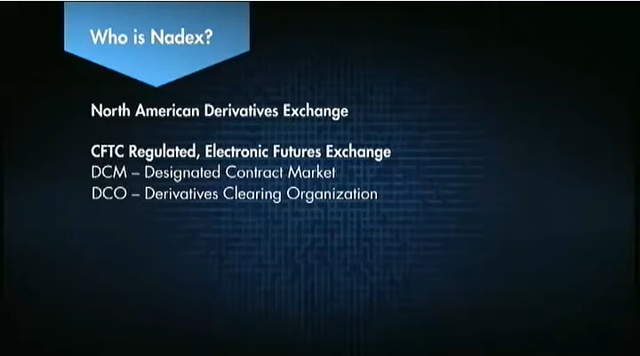 Who is Nadex?
North American Derivatives Exchange
CFTC Regulated, Electronic Futures Exchange
DCM – Designated Contract Market
DCO – Derivatives Clearing Organization